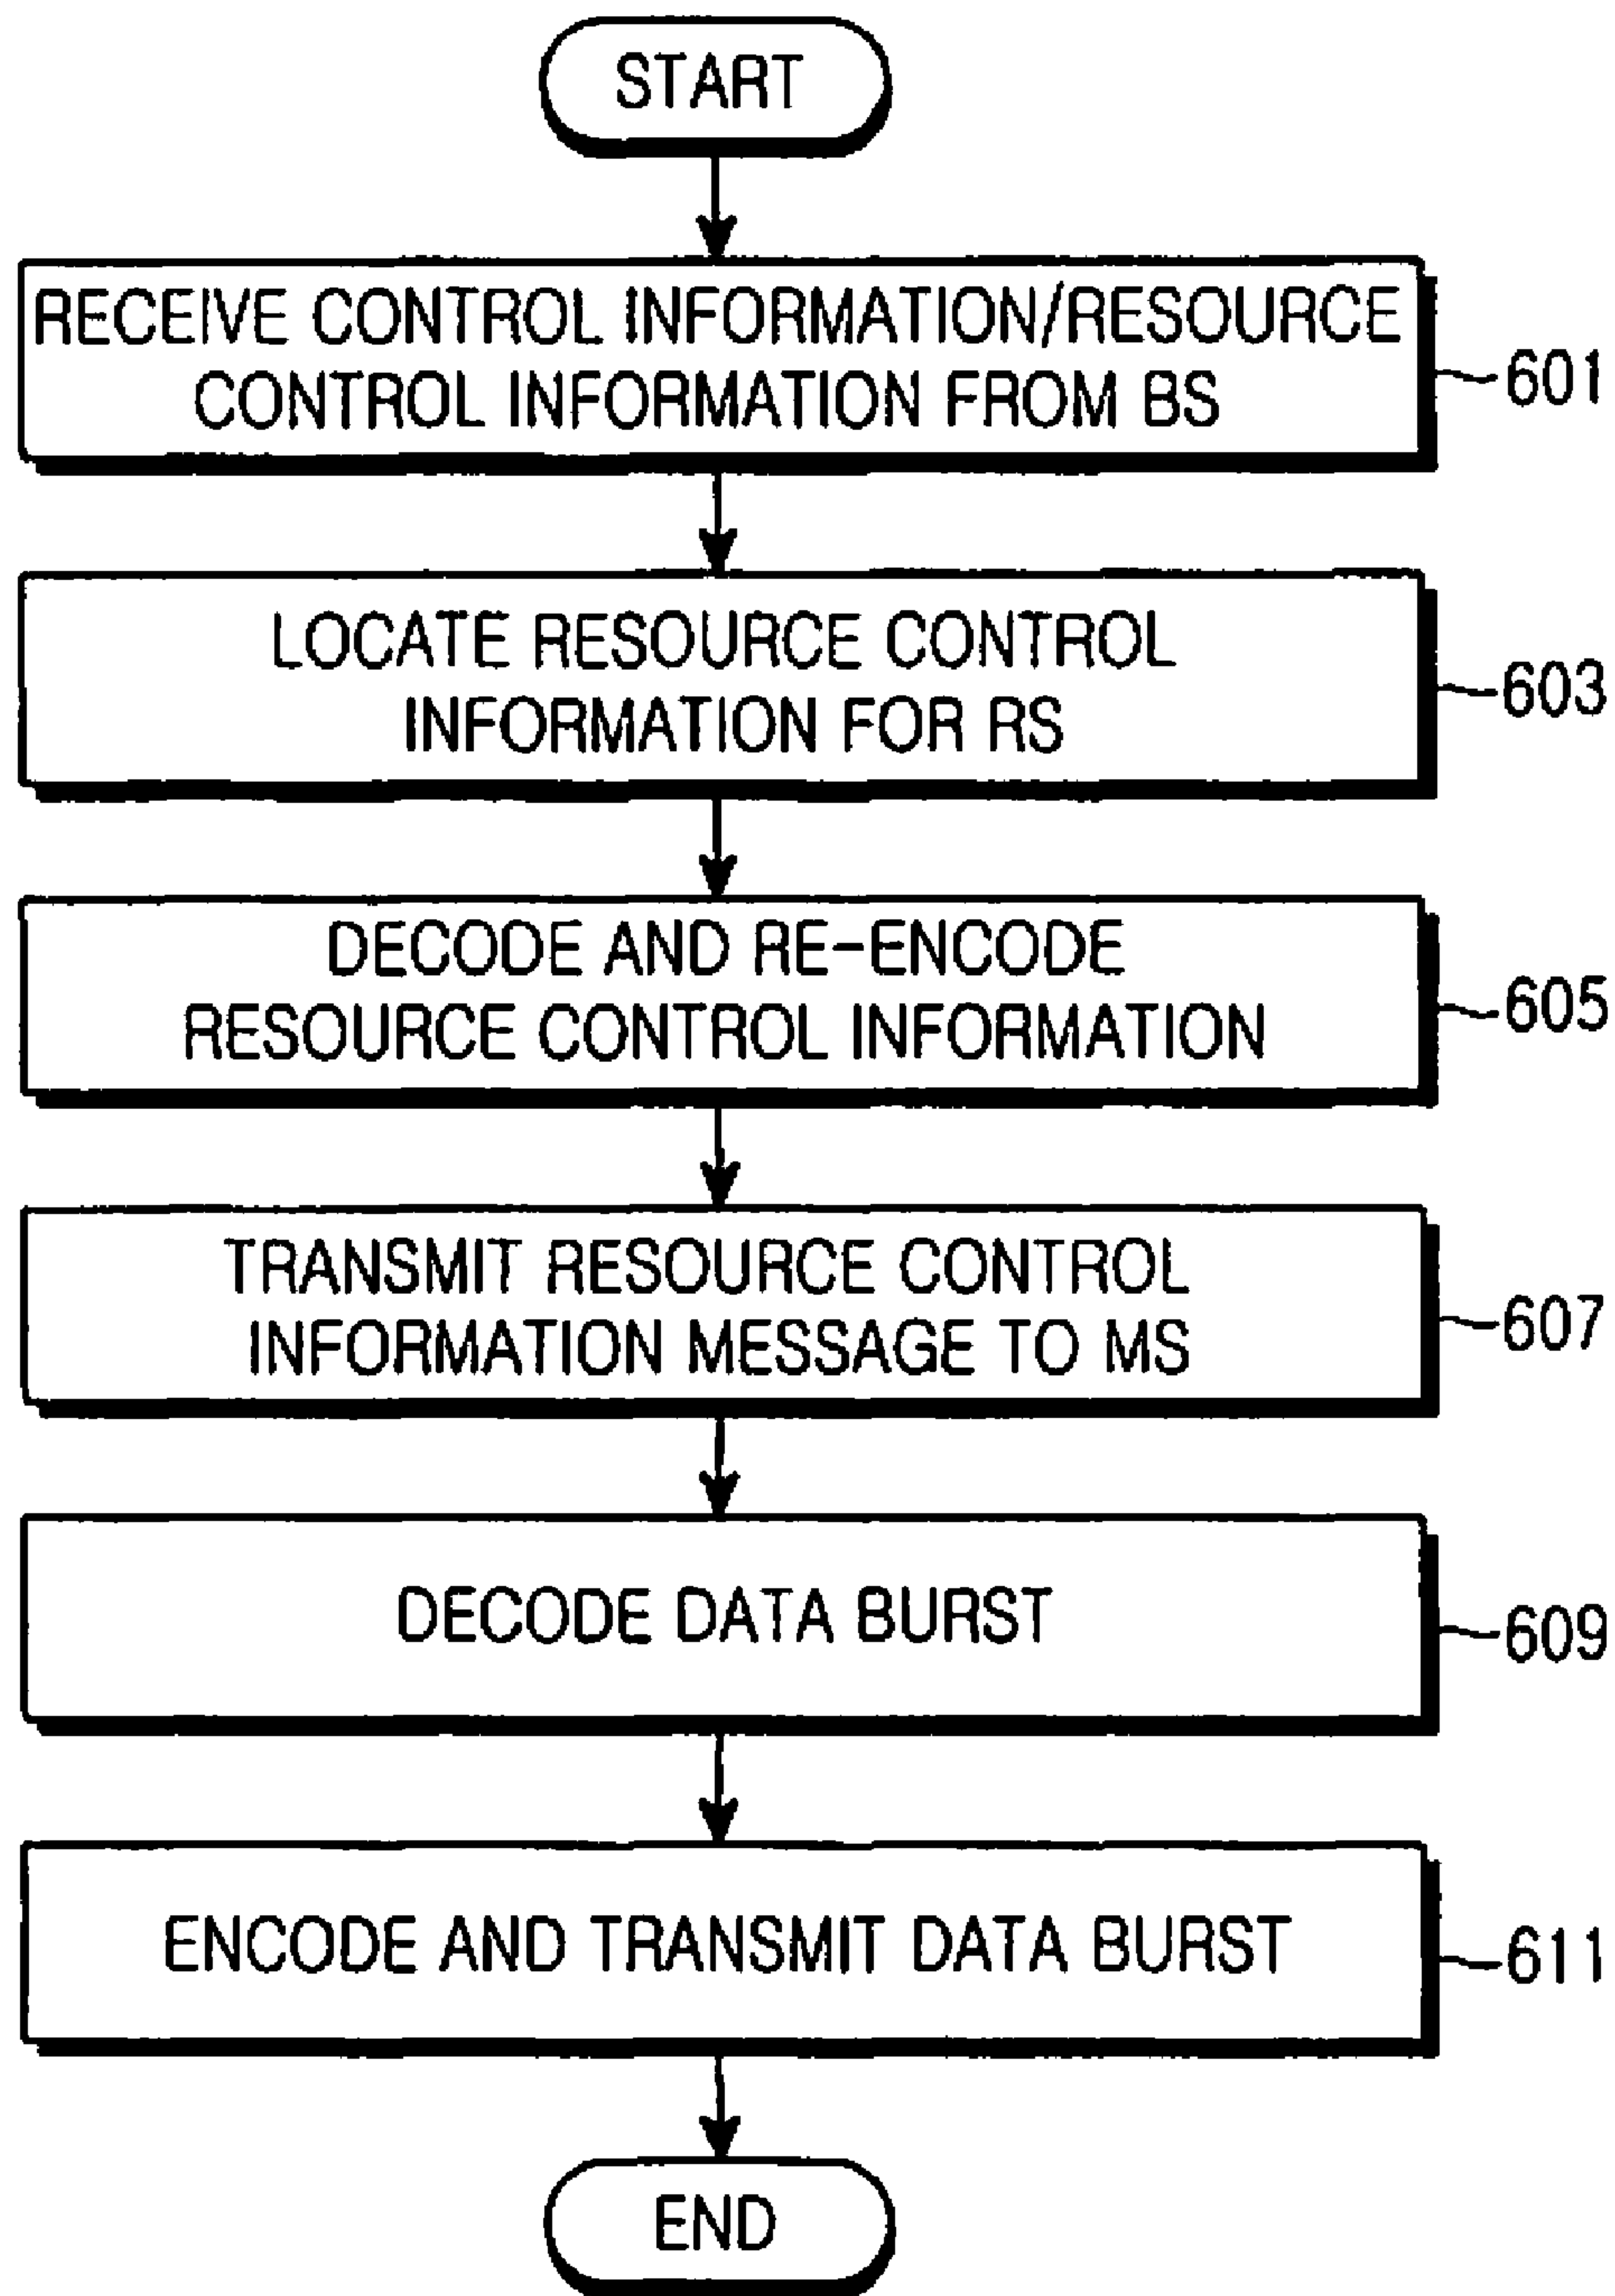 START
RECEIVE CONTROL INFORMATION/RESOURCE
CONTROL INFORMATION FROM BS
601
LOCATE RESOURCE CONTROL
INFORMATION FOR RS
603
DECODE AND RE-ENCODE
RESOURCE CONTROL INFORMATION
605
TRANSMIT RESOURCE CONTROL
INFORMATION MESSAGE TO MS
607
DECODE DATA BURST
609
ENCODE AND TRANSMIT DATA BURST
611
END